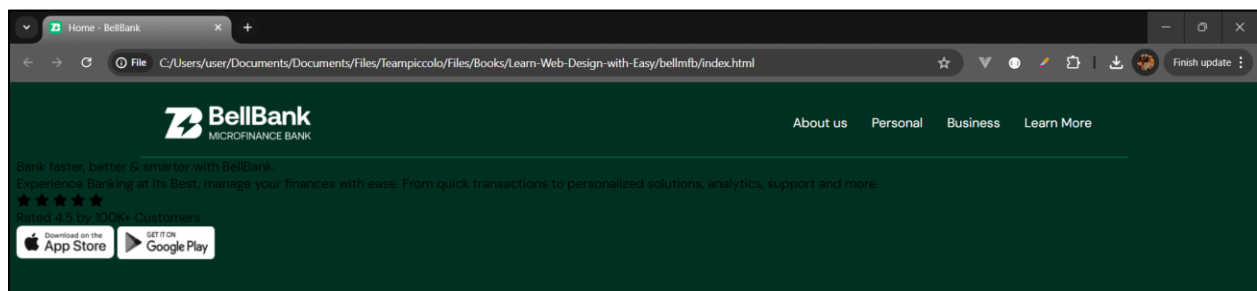 Home - BellBank
File C:/Users/user/Documents/Documents/Files/Teampiccolo/Files/Books/Learn-Web-Design-with-Easy/bellmfb/index.html Finish update
BellBank
MICROFINANCE BANK
About us Personal Business Learn More
Bank faster, better & smarter with BellBank.
Experience Banking at Its Best, manage your finances with ease. From quick transactions to personalized solutions, analytics, support and more.
Rated 4.5 by 100K+ Customers
Download on the
App Store
GET IT ON
Google Play